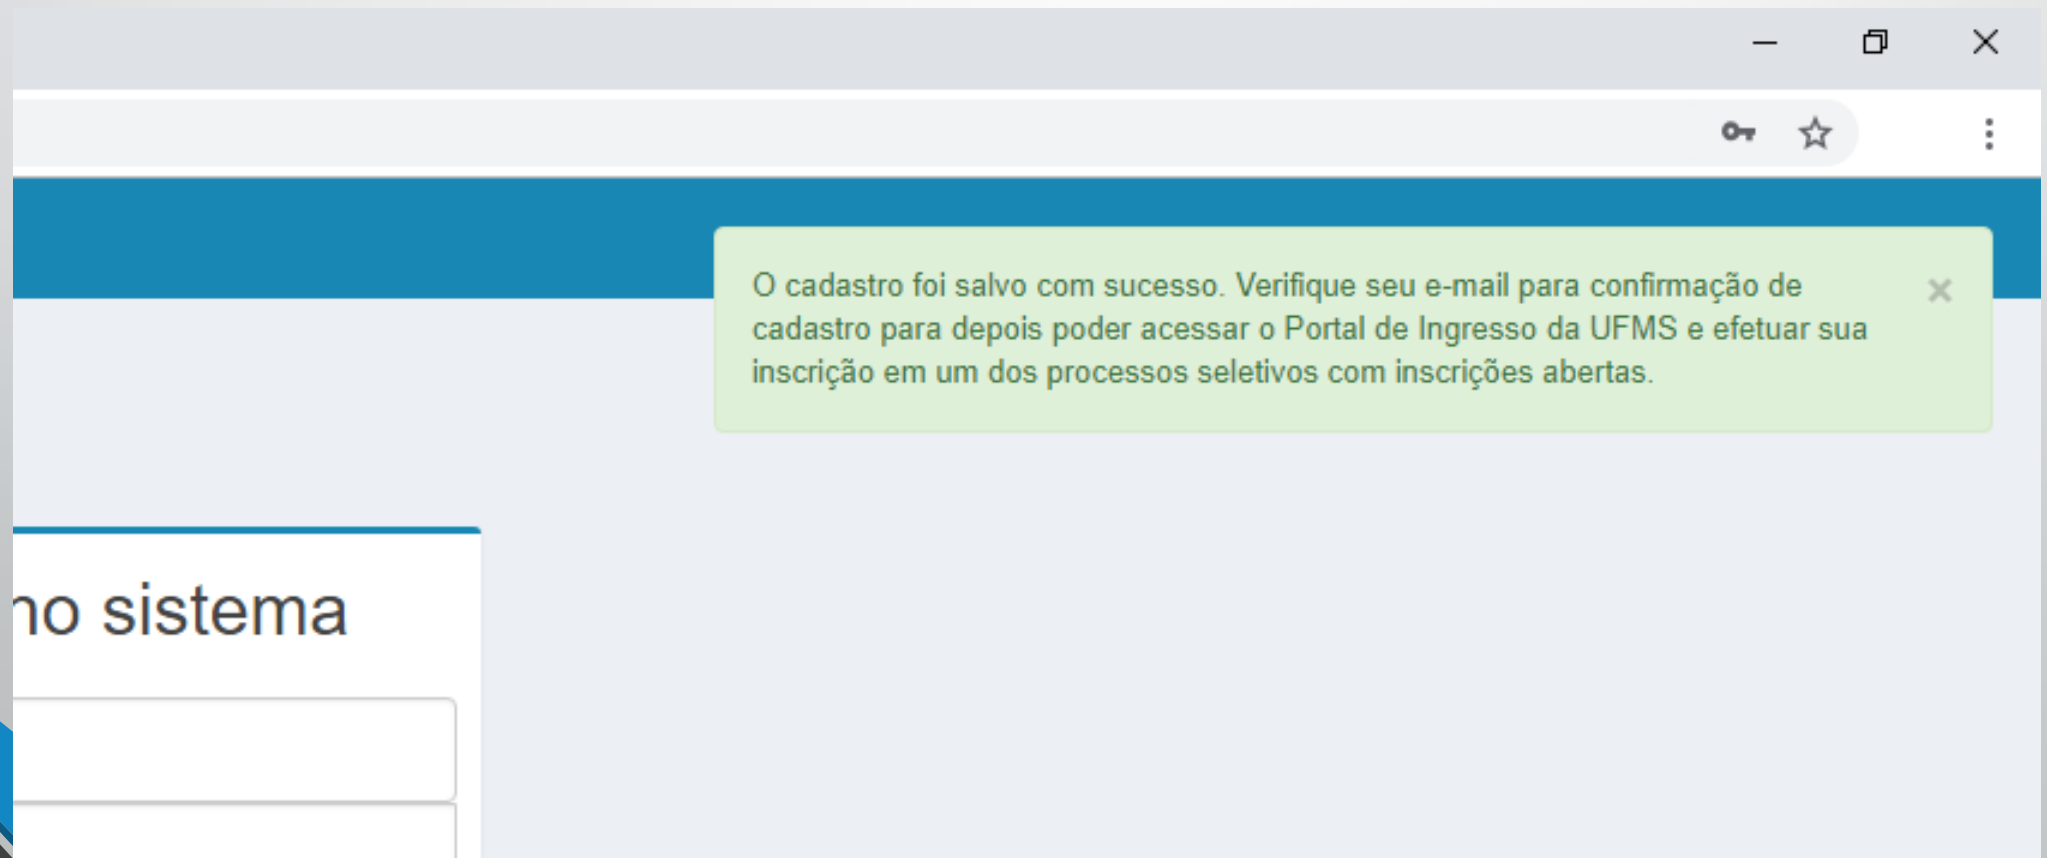 O cadastro foi salvo com sucesso. Verifique seu e-mail para confirmação de
cadastro para depois poder acessar o Portal de Ingresso da UFMS e efetuar sua
inscrição em um dos processos seletivos com inscrições abertas.
no sistema